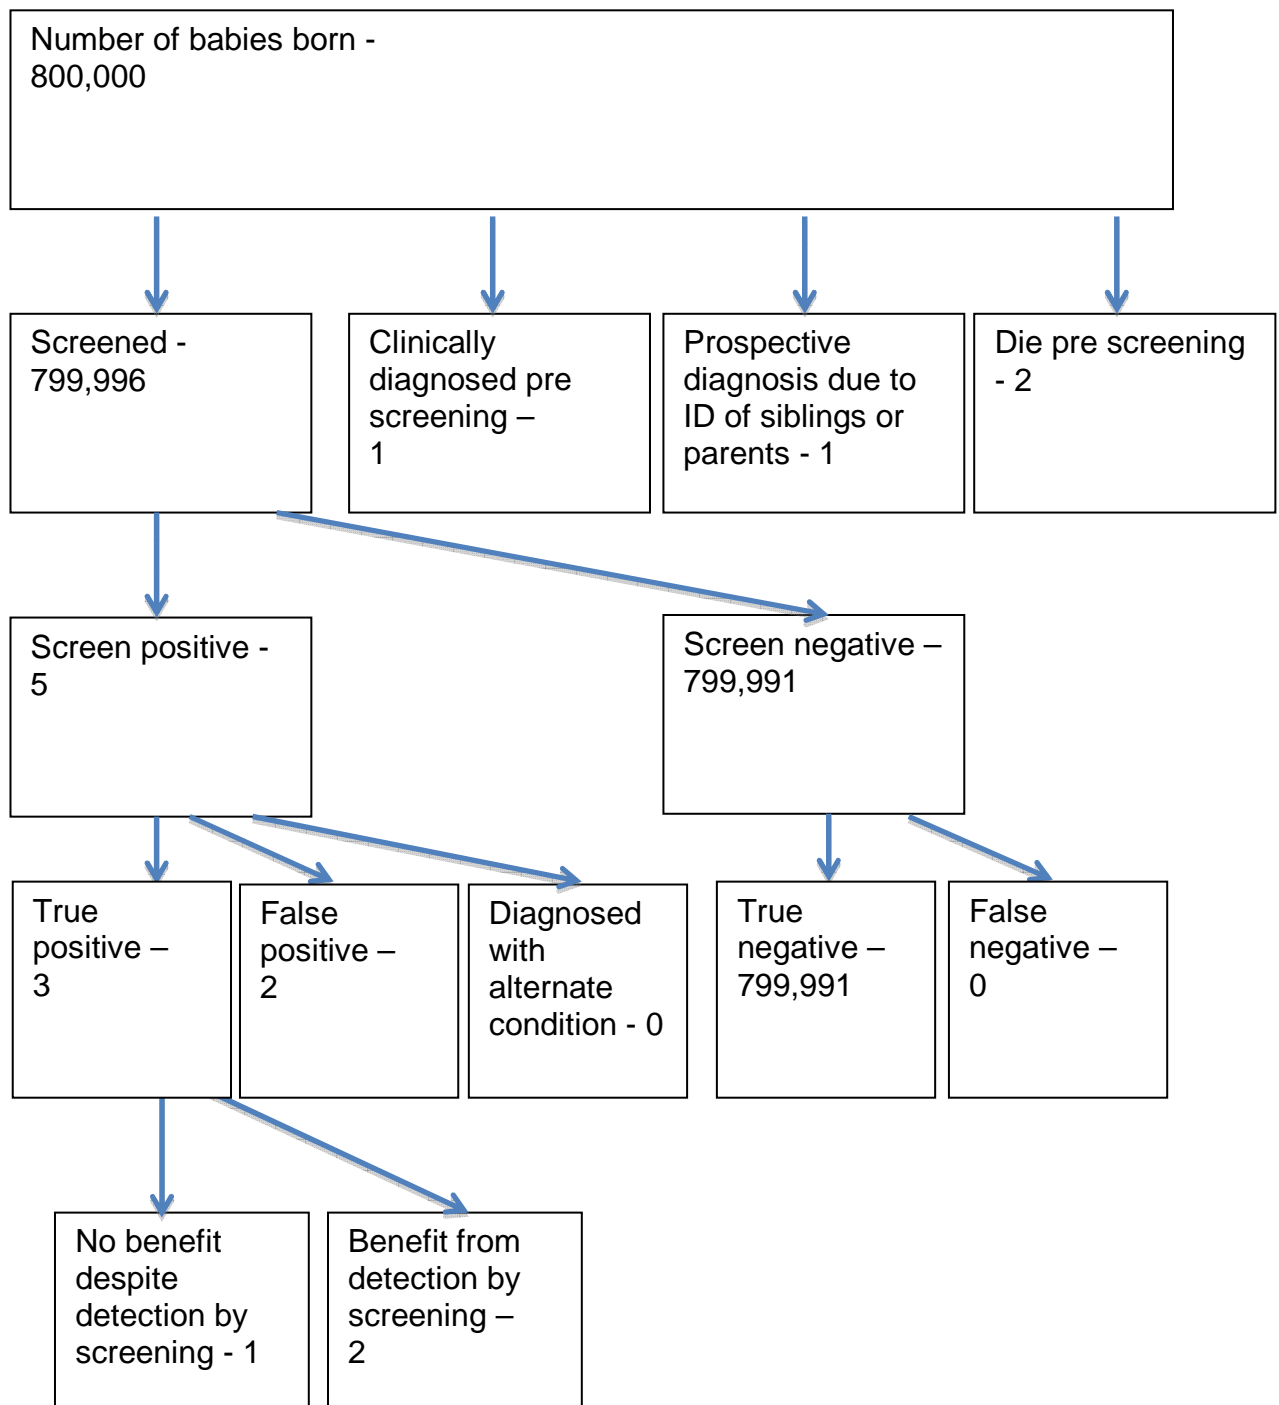 Number of babies born -
800,000
Screened -
799,996
Clinically
diagnosed pre
screening –
1
Prospective
diagnosis due to
ID of siblings or
parents - 1
Die pre screening
- 2
Screen positive -
5
Screen negative –
799,991
True
positive –
3
False
positive –
2
Diagnosed
with
alternate
condition - 0
True
negative –
799,991
False
negative –
0
No benefit
despite
detection by
screening - 1
Benefit from
detection by
screening –
2